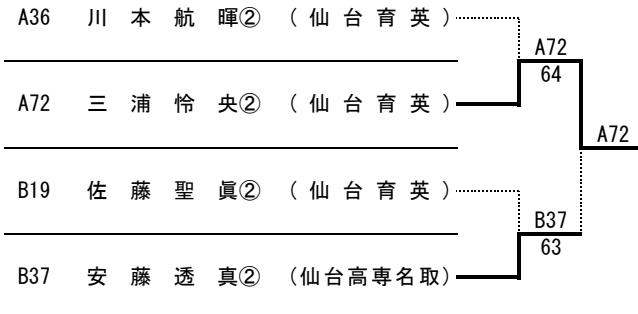 A36 川本航暉② （仙台育英）
A72
64
A72 三浦怜央② （仙台育英）
A72
B19 佐藤聖眞② （仙台育英）
B37
63
B37 安藤透真② （仙台高専名取）